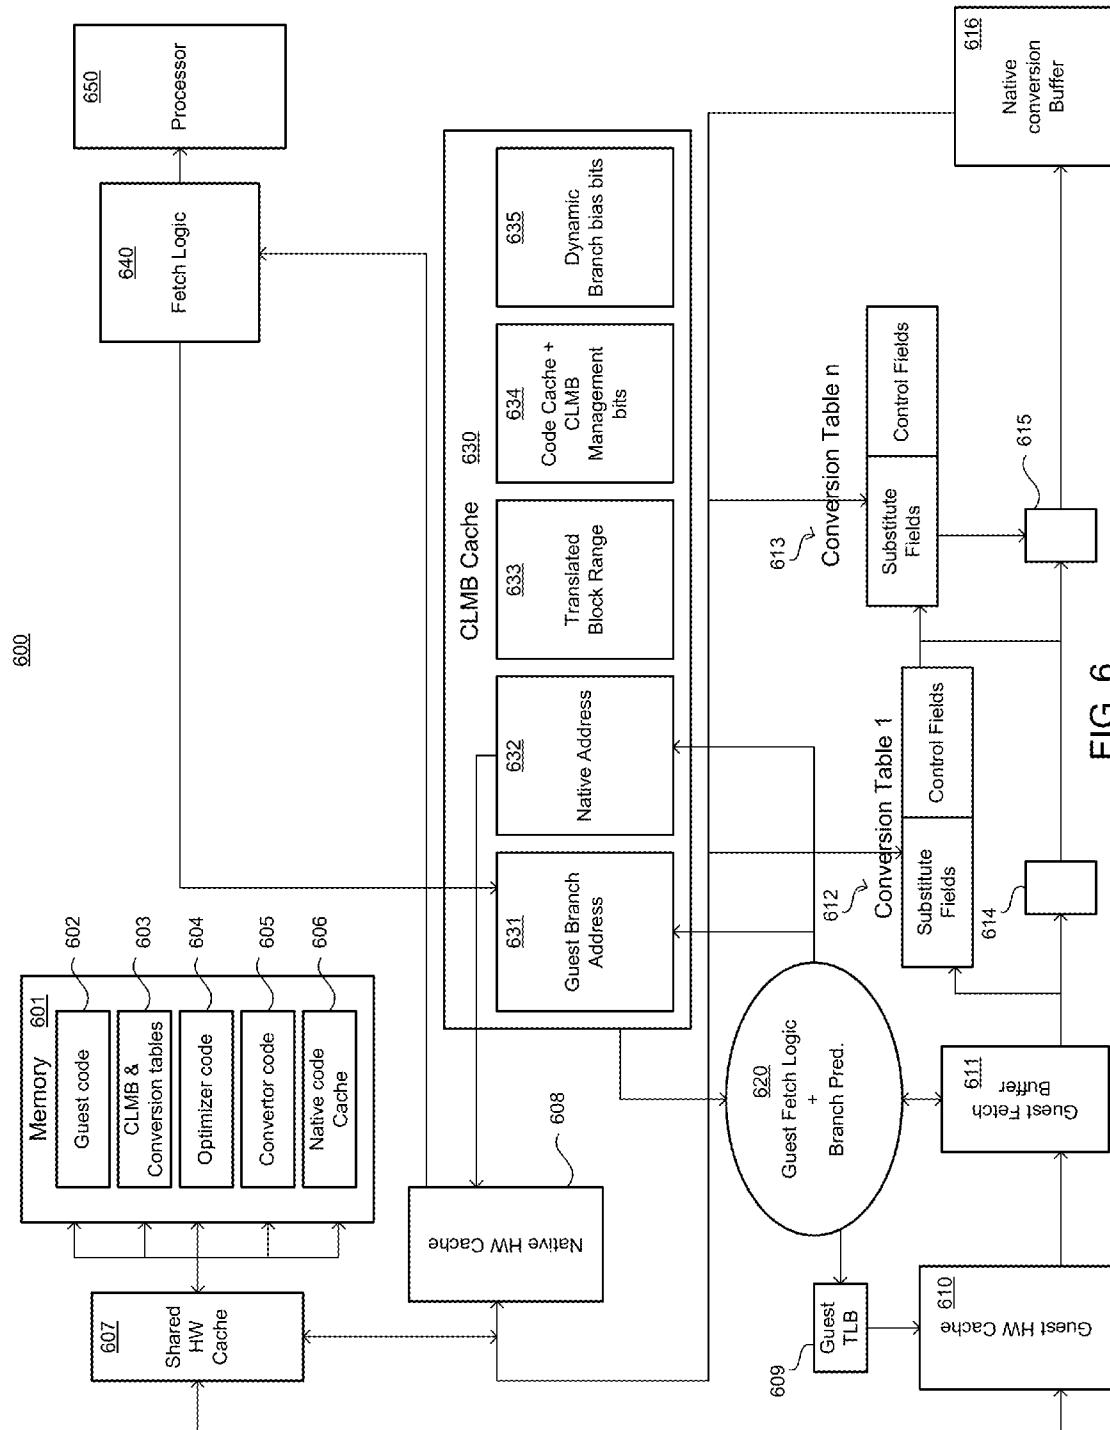 600
650
Processor
640
Fetch Logic
Memory
601
Guest code
CLMB &
Conversion tables
Optimizer code
Convertor code
Native code
Cache
602
603
604
605
606
607
Shared
HW
Cache
Native HW Cache
608
CLMB Cache
630
631
Guest Branch
Address
632
Native Address
633
Translated
Block Range
634
Code Cache +
CLMB
Management
bits
635
Dynamic
Branch bias bits
620
Guest Fetch Logic
+
Branch Pred.
Guest
TLB
609
610
Guest HW Cache
611
Guest Fetch
Buffer
612
Conversion Table 1
Substitute
Fields
Control Fields
614
613
Conversion Table n
Substitute
Fields
Control Fields
615
616
Native
conversion
Buffer
FIG. 6